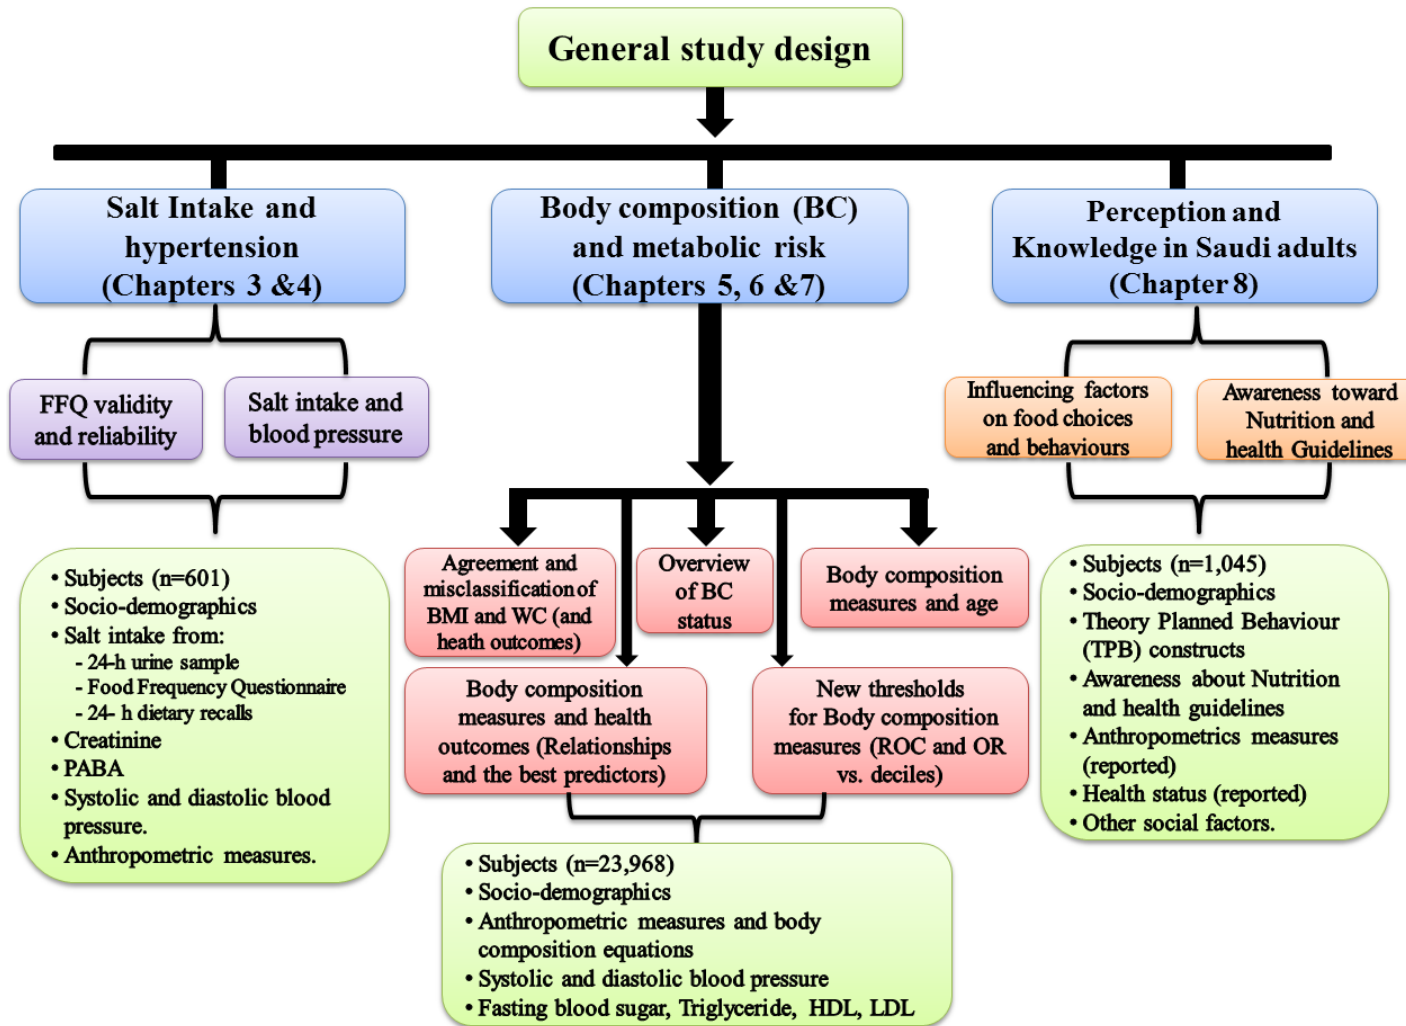 General study design
Salt Intake and
hypertension
(Chapters 3 &4)
Body composition (BC)
and metabolic risk
(Chapters 5, 6 &7)
Perception and
Knowledge in Saudi adults
(Chapter 8)
FFQ validity
and reliability
Salt intake and
blood pressure
Influencing factors
on food choices
and behaviours
Awareness toward
Nutrition and
health Guidelines
Agreement and
misclassification of
BMI and WC (and
heath outcomes)
Overview
of BC
status
Body composition
measures and age
Body composition
measures and health
outcomes (Relationships
and the best predictors)
New thresholds
for Body composition
measures (ROC and OR
vs. deciles)
• Subjects (n=601)
• Socio-demographics
• Salt intake from:
- 24-h urine sample
- Food Frequency Questionnaire
- 24- h dietary recalls
• Creatinine
• PABA
• Systolic and diastolic blood
pressure.
• Anthropometric measures.
• Subjects (n=23,968)
• Socio-demographics
• Anthropometric measures and body
composition equations
• Systolic and diastolic blood pressure
• Fasting blood sugar, Triglyceride, HDL, LDL
• Subjects (n=1,045)
• Socio-demographics
• Theory Planned Behaviour
(TPB) constructs
• Awareness about Nutrition
and health guidelines
• Anthropometrics measures
(reported)
• Health status (reported)
• Other social factors.